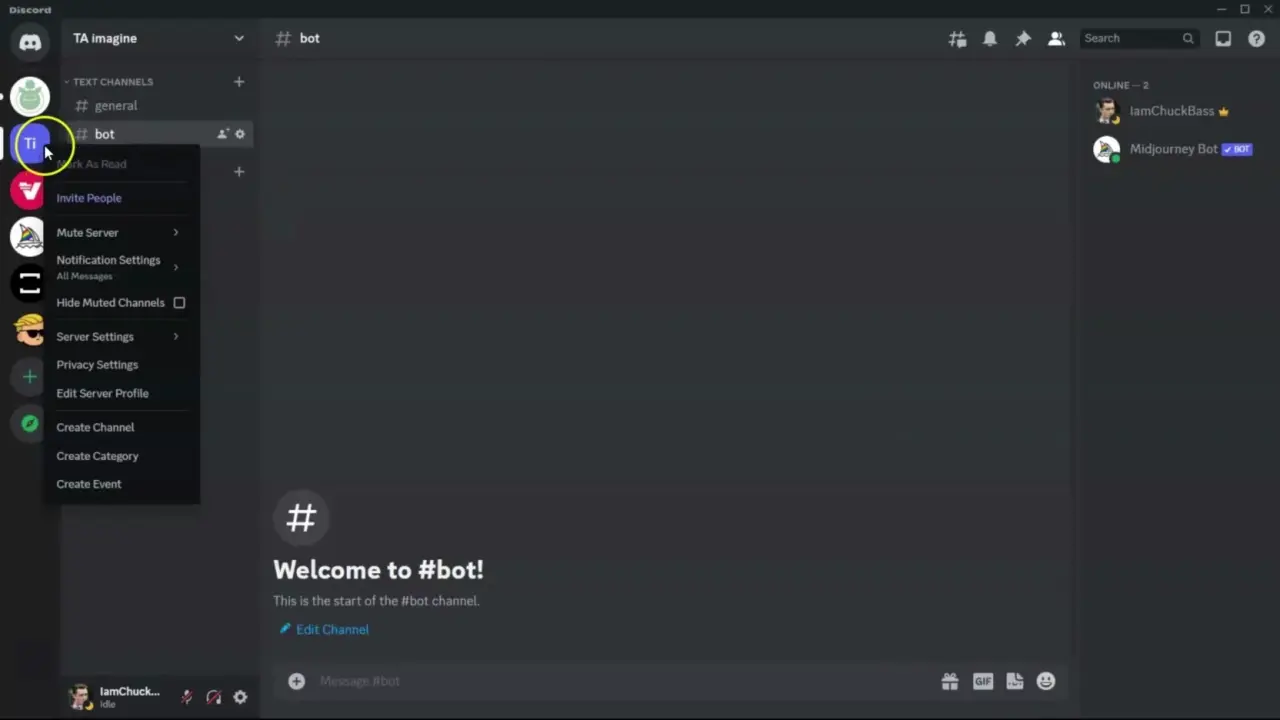 Discord
TA imagine
# bot
Search
TEXT CHANNELS
# general
# bot
Ti
Mark As Read
Invite People
Mute Server
Notification Settings
All Messages
Hide Muted Channels
Server Settings
Privacy Settings
Edit Server Profile
Create Channel
Create Category
Create Event
#
Welcome to #bot!
This is the start of the #bot channel.
Edit Channel
Message #bot
GIF
IamChuck...
Idle
ONLINE — 2
IamChuckBass
Midjourney Bot ✓ BOT